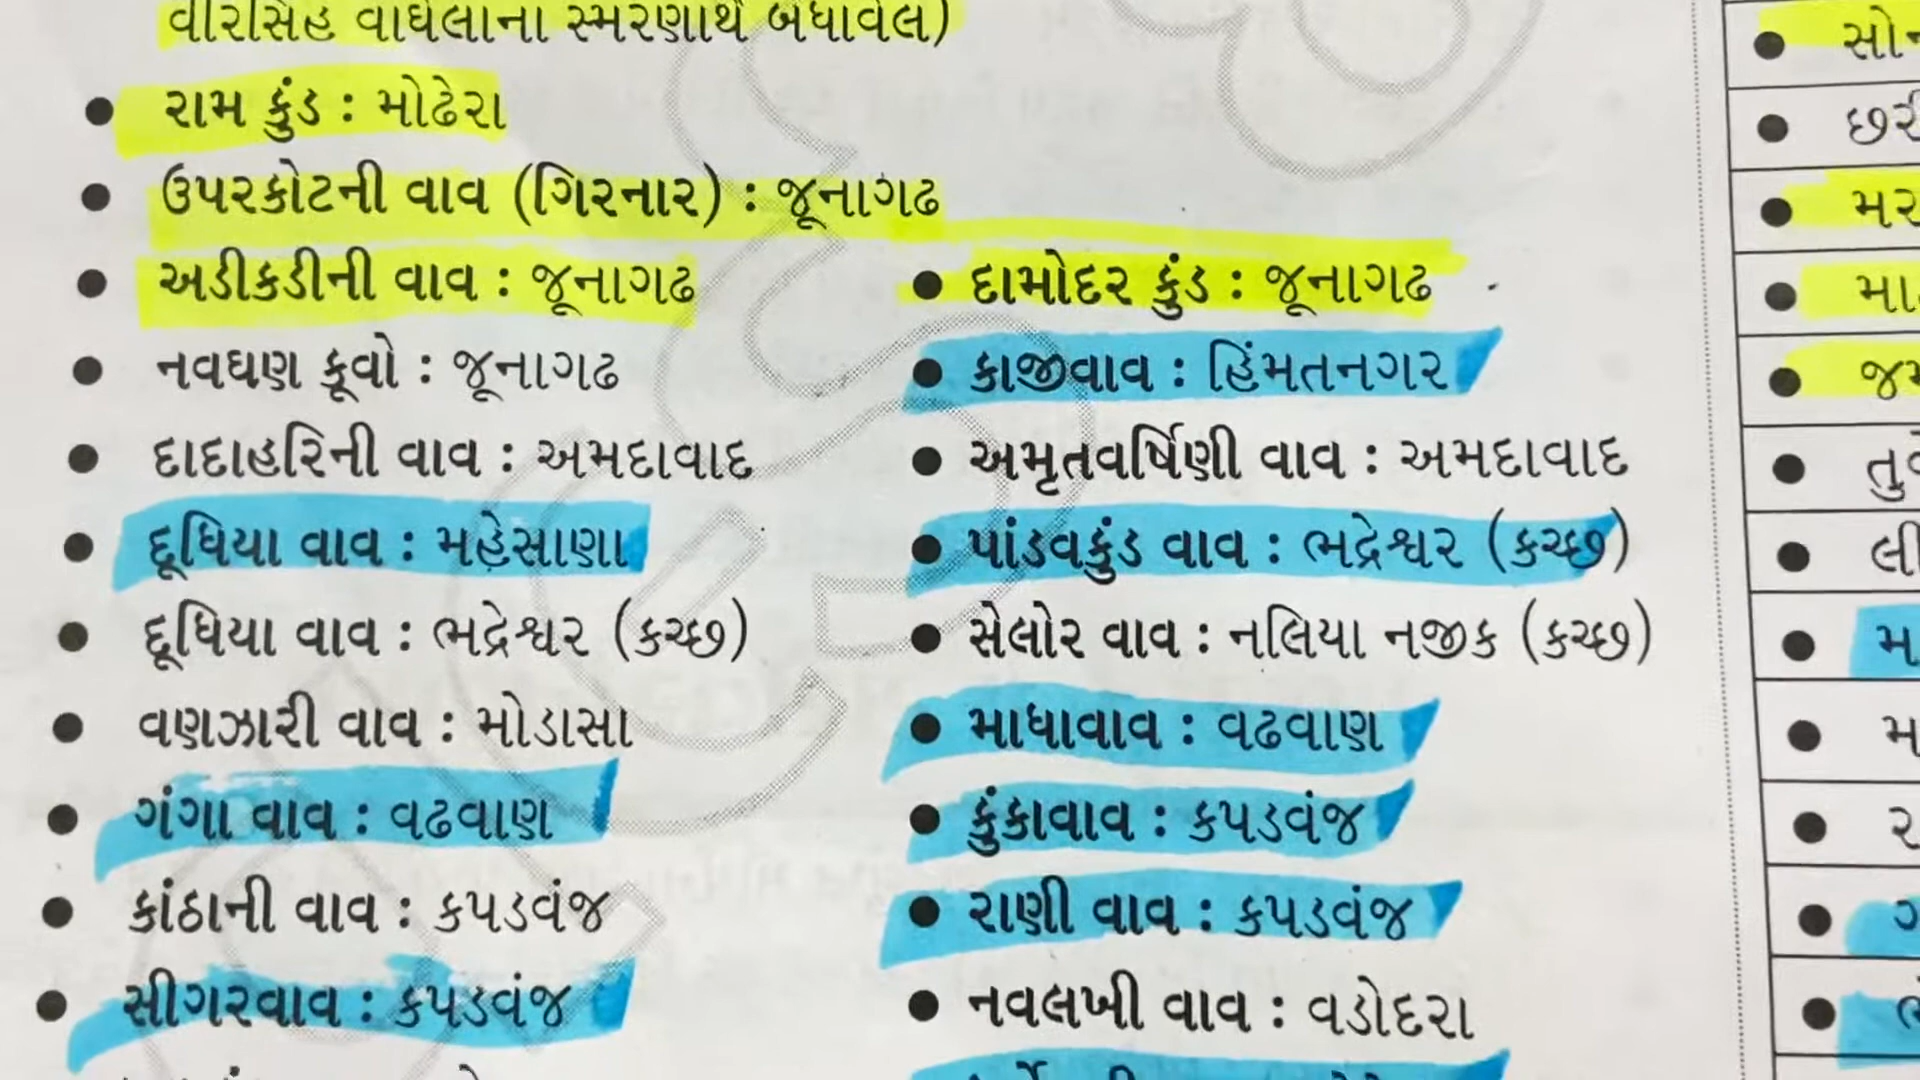 વીરસિંહ વાઘેલાના સ્મરણાર્થે બંધાવેલ)
● રામ કુંડ : મોઢેરા
● ઉપરકોટની વાવ (ગિરનાર) : જૂનાગઢ
● અડીકડીની વાવ : જૂનાગઢ
● નવઘણ કૂવો : જૂનાગઢ
● દાદાહરિની વાવ : અમદાવાદ
● દૂધિયા વાવ : મહેસાણા
● દૂધિયા વાવ : ભદ્રેશ્વર (કચ્છ)
● વણઝારી વાવ : મોડાસા
● ગંગા વાવ : વઢવાણ
● કાંઠાની વાવ : કપડવંજ
● સીગરવાવ : કપડવંજ
● દામોદર કુંડ : જૂનાગઢ
● કાજીવાવ : હિંમતનગર
● અમૃતવર્ષિણી વાવ : અમદાવાદ
● પાંડવકુંડ વાવ : ભદ્રેશ્વર (કચ્છ)
● સેલોર વાવ : નલિયા નજીક (કચ્છ)
● માધાવાવ : વઢવાણ
● કુંકાવાવ : કપડવંજ
● રાણી વાવ : કપડવંજ
● નવલખી વાવ : વડોદરા